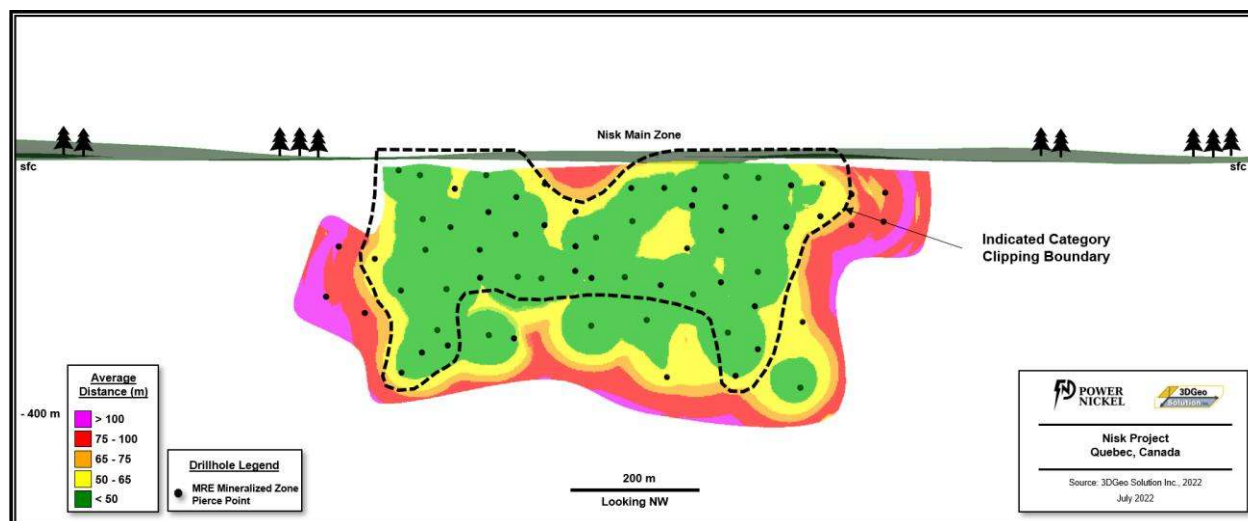 Nisk Main Zone
sfc
sfc
Indicated Category
Clipping Boundary
- 400 m
Average
Distance (m)
> 100
75 - 100
65 - 75
50 - 65
< 50
Drillhole Legend
MRE Mineralized Zone
Pierce Point
200 m
Looking NW
POWER
NICKEL
3DGeo
Solution
Nisk Project
Quebec, Canada
Source: 3DGeo Solution Inc., 2022
July 2022